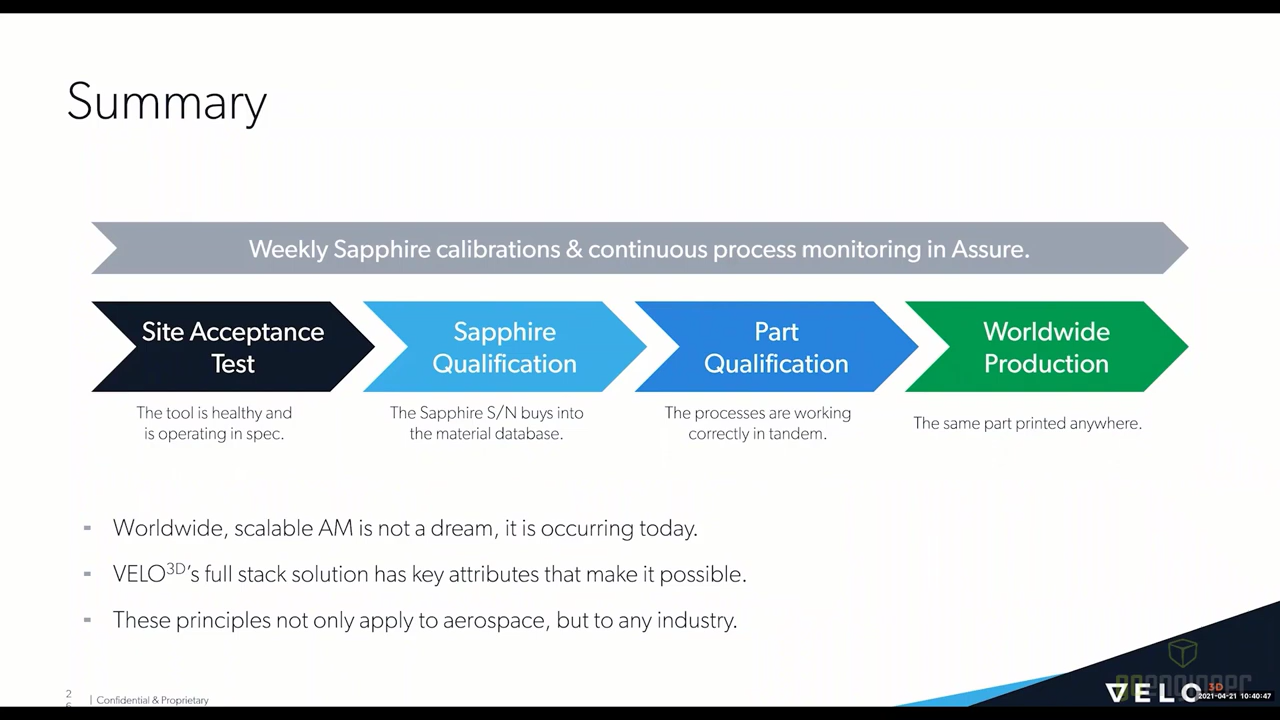 Summary
Weekly Sapphire calibrations & continuous process monitoring in Assure.
Site Acceptance
Test
Sapphire
Qualification
Part
Qualification
Worldwide
Production
The tool is healthy and
is operating in spec.
The Sapphire S/N buys into
the material database.
The processes are working
correctly in tandem.
The same part printed anywhere.
- Worldwide, scalable AM is not a dream, it is occurring today.
- VELO3D's full stack solution has key attributes that make it possible.
- These principles not only apply to aerospace, but to any industry.
2
6
| Confidential & Proprietary
VELO 3D
2021-04-21 10:40:47